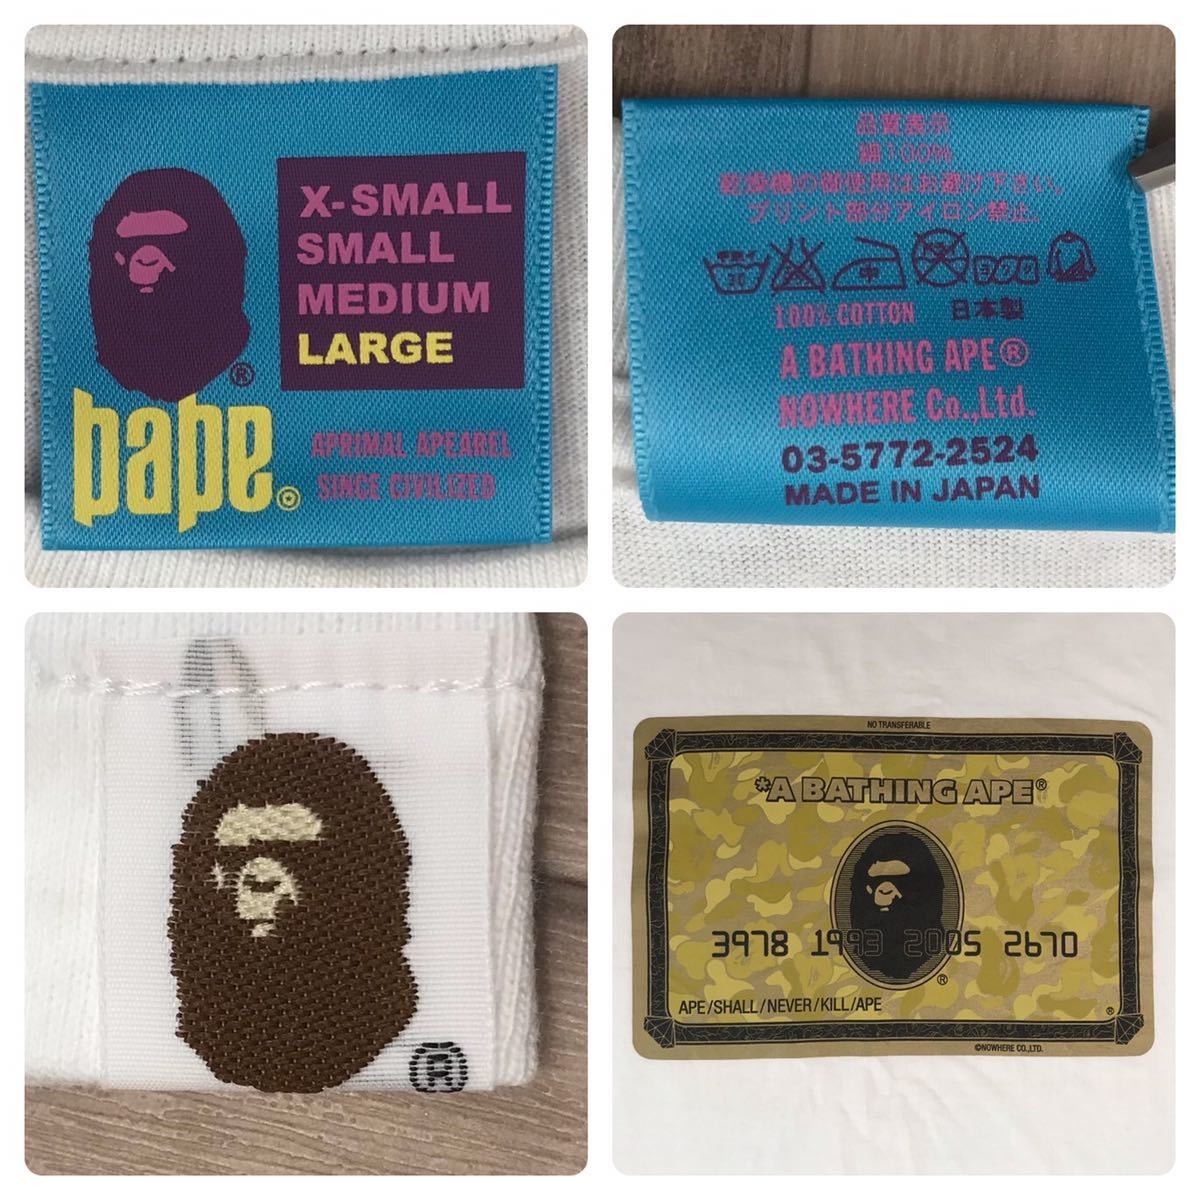 X-SMALL
SMALL
MEDIUM
LARGE
®
bape®
APRIMAL APEAREL
SINCE CIVILIZED
品質表示
綿100%
乾燥機の御使用はお避け下さい。
プリント部分アイロン禁止。
中
100% COTTON 日本製
A BATHING APE®
NOWHERE Co.,Ltd.
03-5772-2524
MADE IN JAPAN
®
NO TRANSFERABLE
*A BATHING APE®
3978 1993 2005 2670
®
APE/SHALL/NEVER/KILL/APE ®
©NOWHERE CO.,LTD.